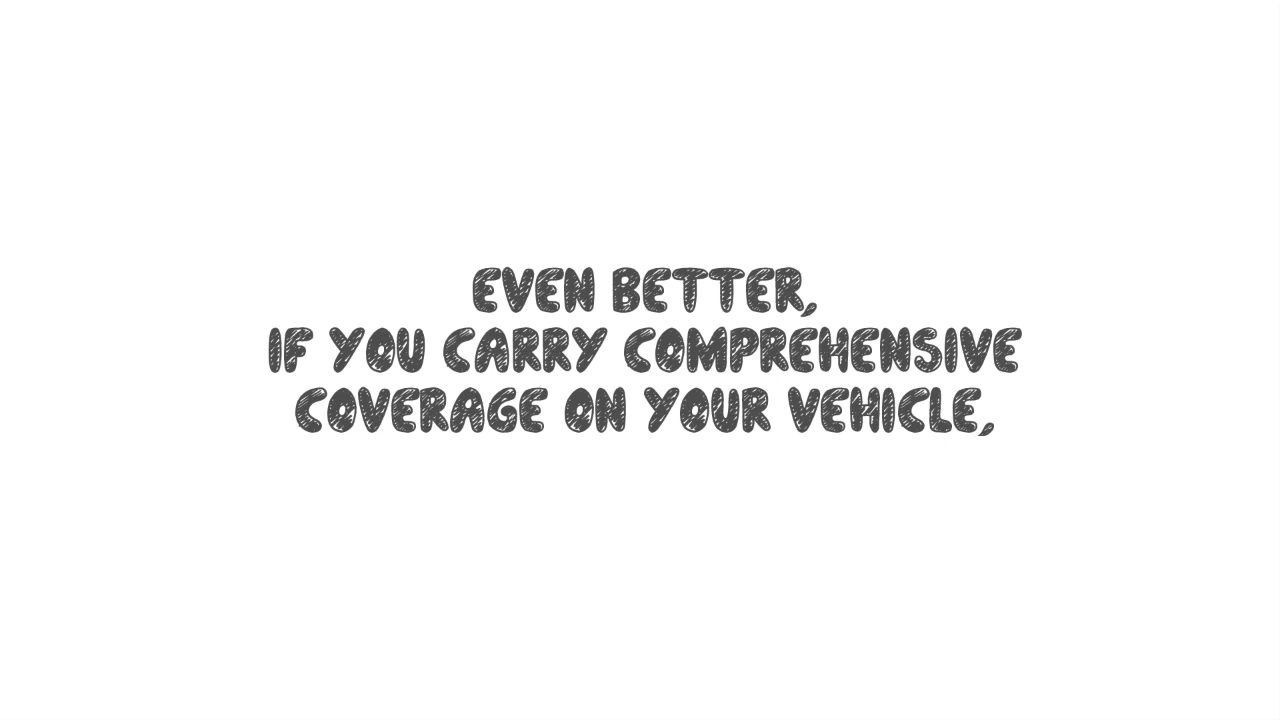 EVEN BETTER,
IF YOU CARRY COMPREHENSIVE
COVERAGE ON YOUR VEHICLE,